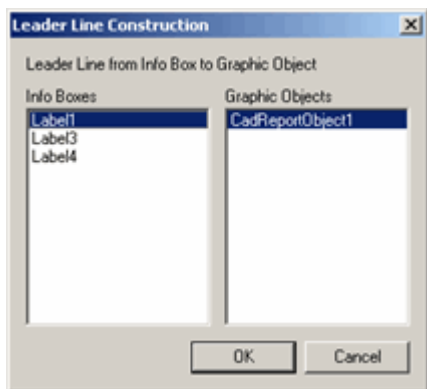 Leader Line Construction
Leader Line from Info Box to Graphic Object
Info Boxes
Label1
Label3
Label4
Graphic Objects
CadReportObject1
OK
Cancel